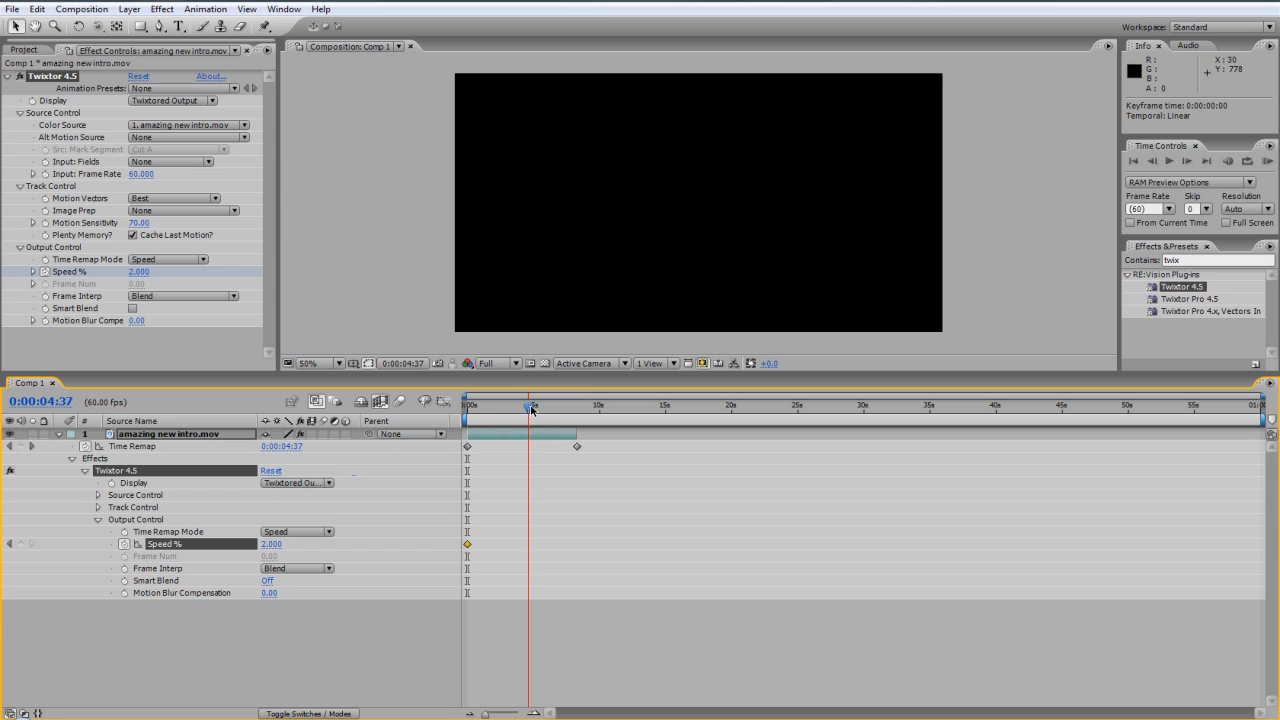 File Edit Composition Layer Effect Animation View Window Help
Workspace: Standard
Project Effect Controls: amazing new intro.mov
Comp 1 * amazing new intro.mov
Twixtor 4.5 Reset About...
Animation Presets: None
Display Twixtored Output
Source Control
Color Source 1. amazing new intro.mov
Alt Motion Source None
Src: Mark Segment Cut A
Input: Fields None
Input: Frame Rate 60.000
Track Control
Motion Vectors Best
Image Prep None
Motion Sensitivity 70.00
Plenty Memory? Cache Last Motion?
Output Control
Time Remap Mode Speed
Speed % 2.000
Frame Num 0.00
Frame Interp Blend
Smart Blend
Motion Blur Compe 0.00
Composition: Comp 1
50% 0:00:04:37 Full Active Camera 1 View +0.0
Info Audio
R : X : 30
G : Y : 778
B :
A : 0
Keyframe time: 0:00:00:00
Temporal: Linear
Time Controls
RAM Preview Options
Frame Rate Skip Resolution
(60) 0 Auto
From Current Time Full Screen
Effects & Presets
Contains: twix
RE:Vision Plug-ins
Twixtor 4.5
Twixtor Pro 4.5
Twixtor Pro 4.x, Vectors In
Comp 1
0:00:04:37 (60.00 fps)
:00s 5s 10s 15s 20s 25s 30s 35s 40s 45s 50s 55s 01:0
# Source Name Parent
1 amazing new intro.mov None
Time Remap 0:00:04:37
Effects
Twixtor 4.5 Reset ..
Display Twixtored Ou...
Source Control
Track Control
Output Control
Time Remap Mode Speed
Speed % 2.000
Frame Num 0.00
Frame Interp Blend
Smart Blend Off
Motion Blur Compensation 0.00
Toggle Switches / Modes